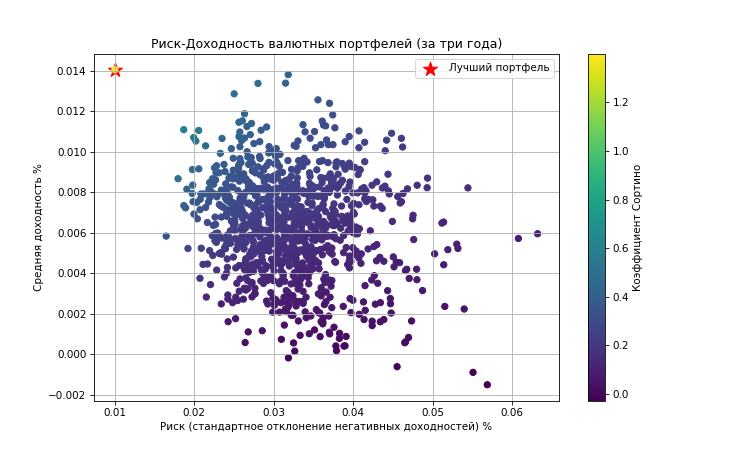 Риск-Доходность валютных портфелей (за три года)
Лучший портфель
Средняя доходность %
0.014
0.012
0.010
0.008
0.006
0.004
0.002
0.000
−0.002
0.01 0.02 0.03 0.04 0.05 0.06
Риск (стандартное отклонение негативных доходностей) %
1.2
1.0
0.8
0.6
0.4
0.2
0.0
Коэффициент Сортино